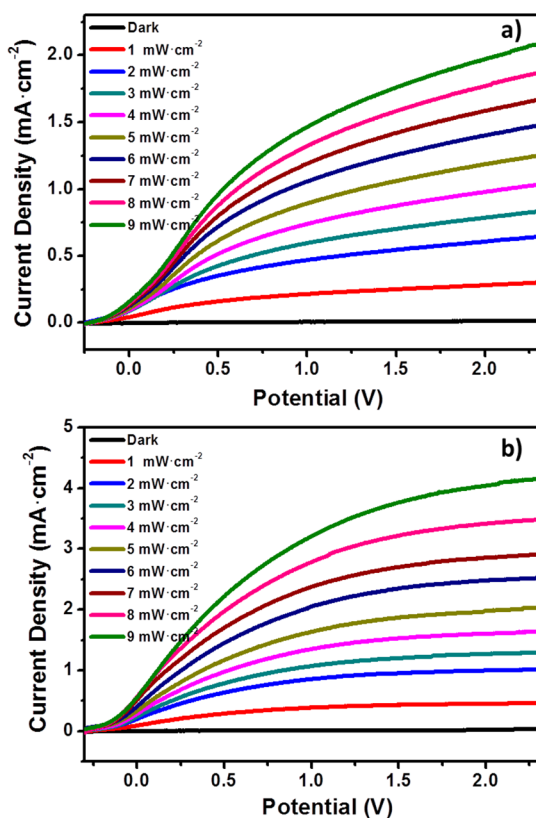 a)
Dark
1 mW·cm⁻²
2 mW·cm⁻²
3 mW·cm⁻²
4 mW·cm⁻²
5 mW·cm⁻²
6 mW·cm⁻²
7 mW·cm⁻²
8 mW·cm⁻²
9 mW·cm⁻²
Current Density (mA·cm⁻²)
2.0
1.5
1.0
0.5
0.0
0.0 0.5 1.0 1.5 2.0
Potential (V)
b)
Dark
1 mW·cm⁻²
2 mW·cm⁻²
3 mW·cm⁻²
4 mW·cm⁻²
5 mW·cm⁻²
6 mW·cm⁻²
7 mW·cm⁻²
8 mW·cm⁻²
9 mW·cm⁻²
Current Density (mA·cm⁻²)
5
4
3
2
1
0
0.0 0.5 1.0 1.5 2.0
Potential (V)